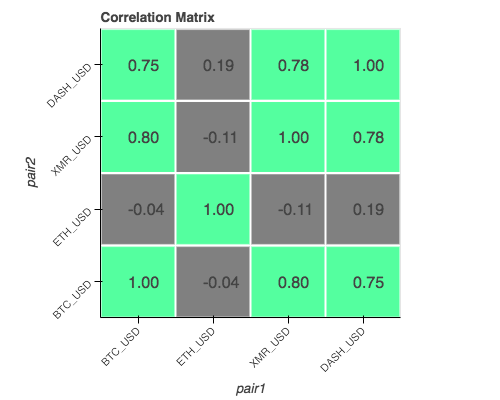 Correlation Matrix
pair2
DASH_USD 0.75 0.19 0.78 1.00
XMR_USD 0.80 -0.11 1.00 0.78
ETH_USD -0.04 1.00 -0.11 0.19
BTC_USD 1.00 -0.04 0.80 0.75
BTC_USD ETH_USD XMR_USD DASH_USD
pair1